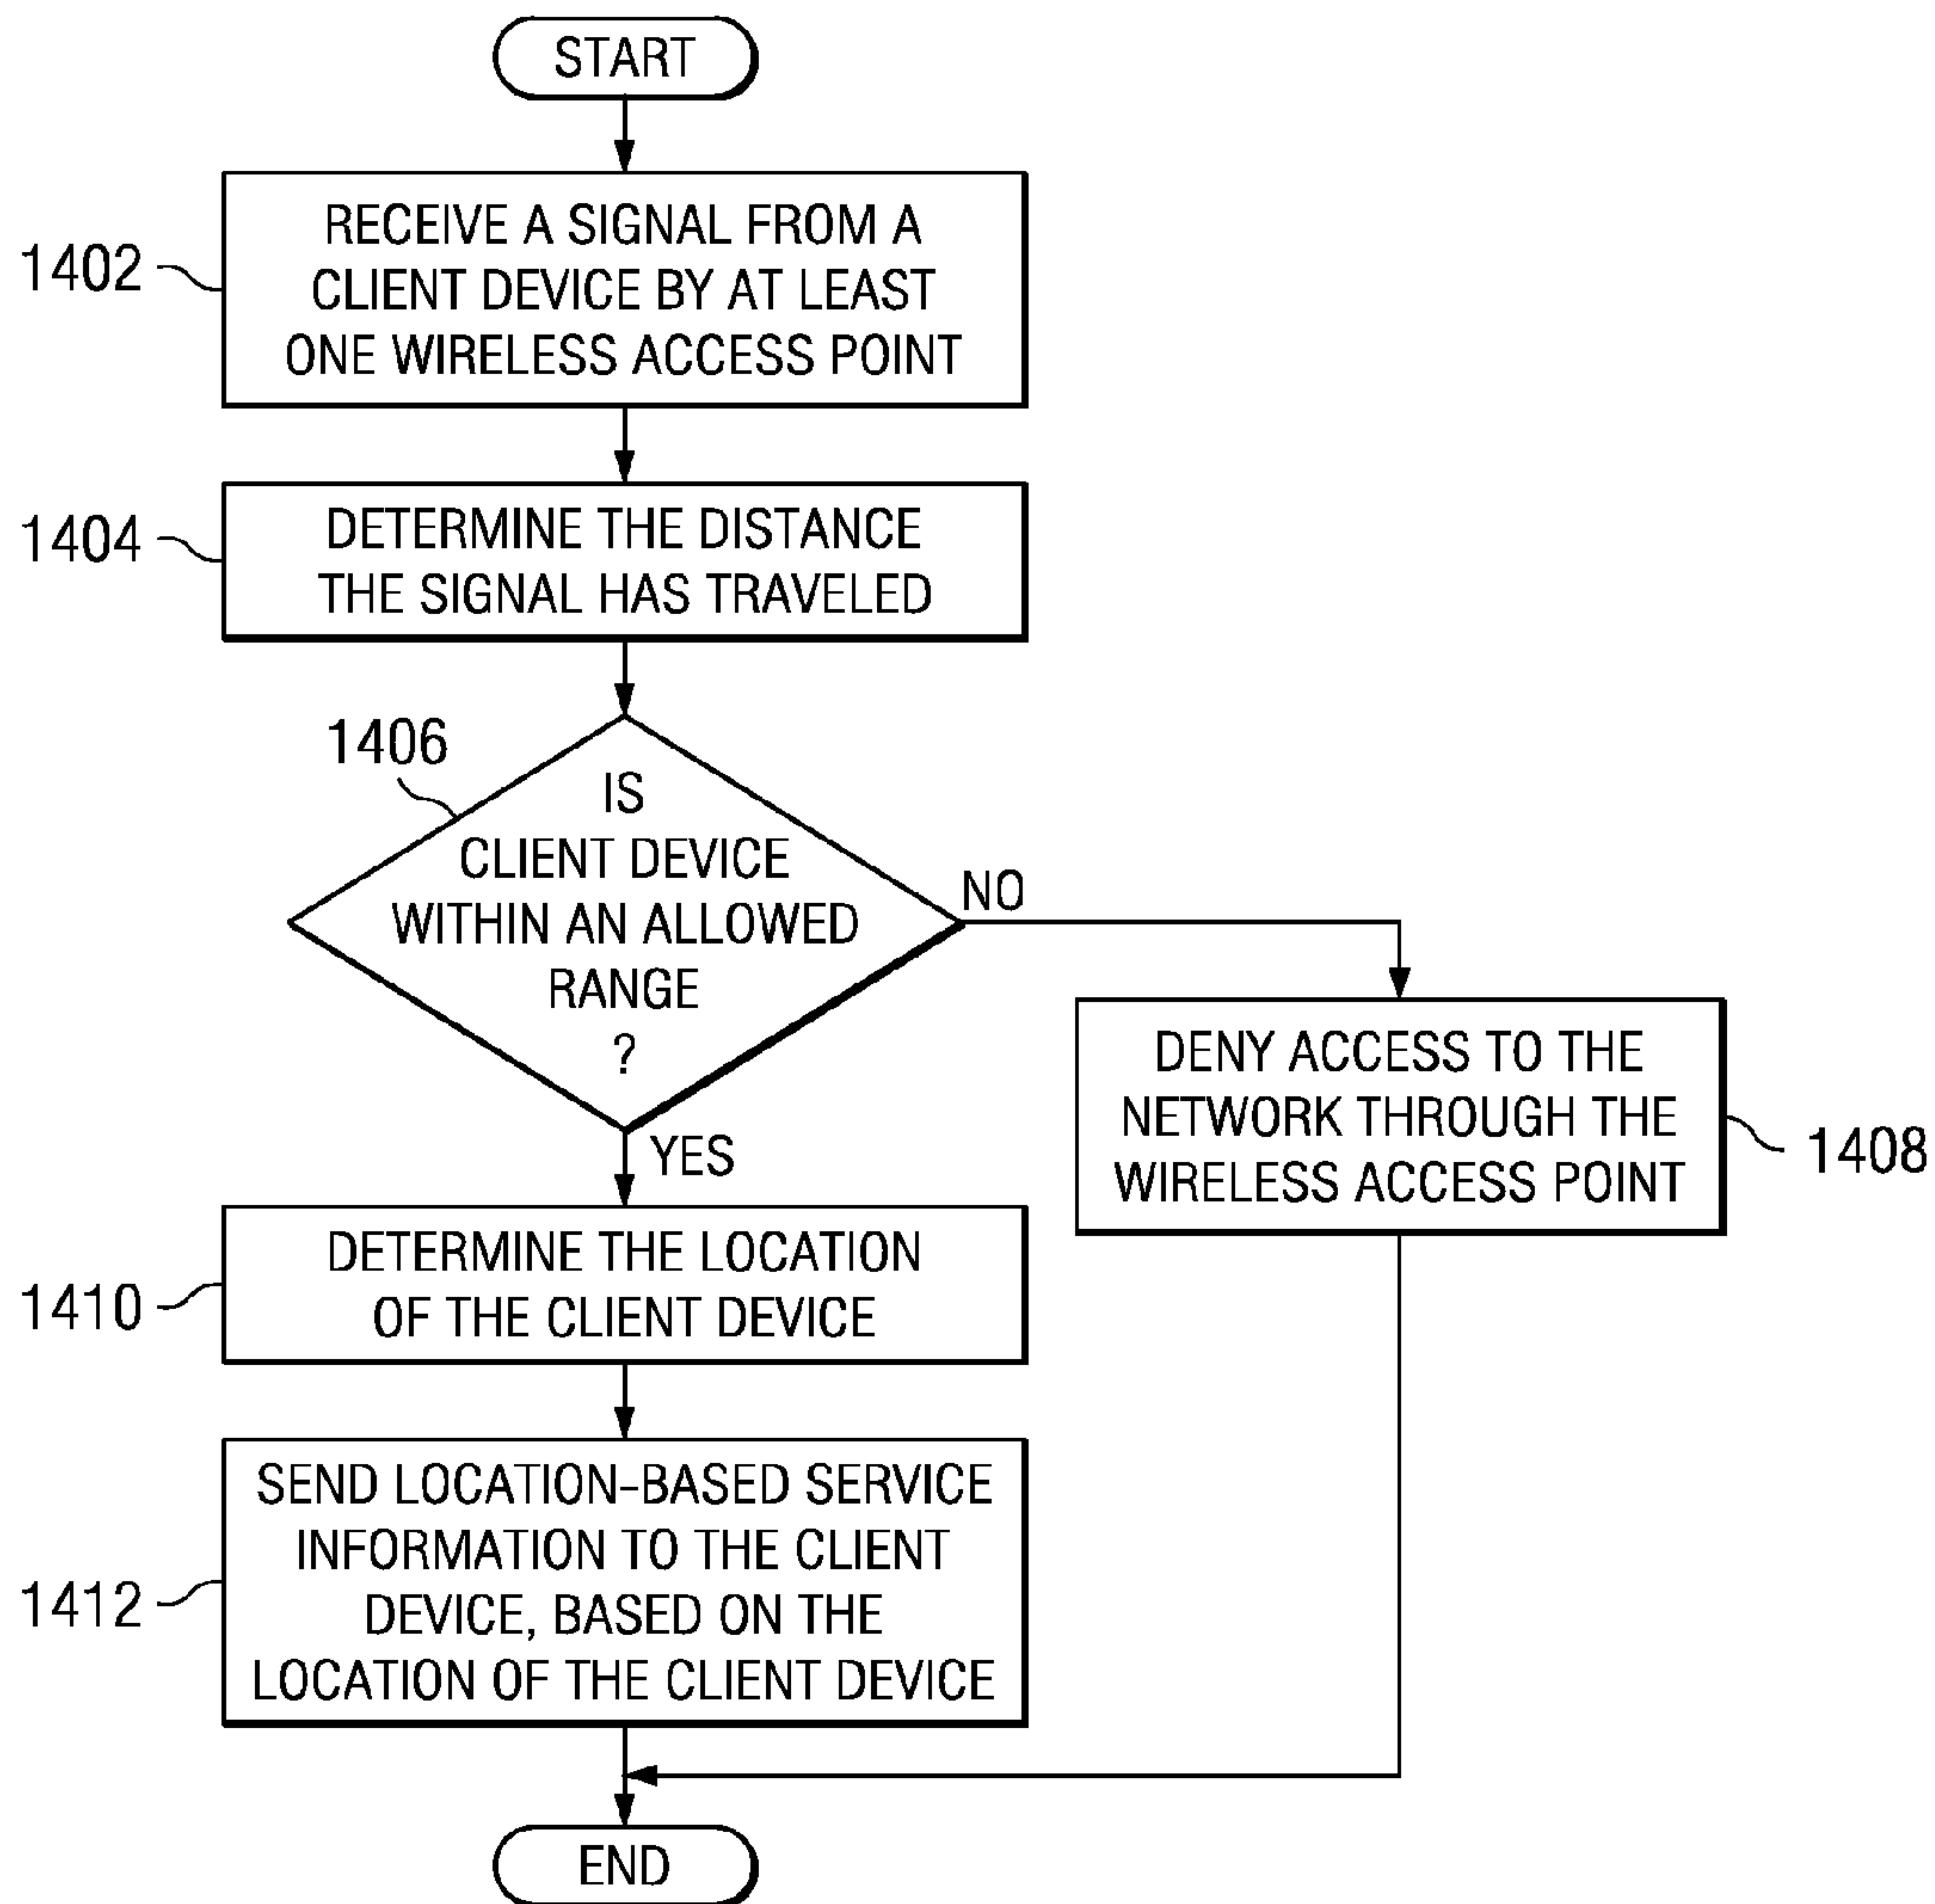 START
1402
RECEIVE A SIGNAL FROM A
CLIENT DEVICE BY AT LEAST
ONE WIRELESS ACCESS POINT
1404
DETERMINE THE DISTANCE
THE SIGNAL HAS TRAVELED
1406
IS
CLIENT DEVICE
WITHIN AN ALLOWED
RANGE
?
NO
YES
DENY ACCESS TO THE
NETWORK THROUGH THE
WIRELESS ACCESS POINT
1408
1410
DETERMINE THE LOCATION
OF THE CLIENT DEVICE
1412
SEND LOCATION-BASED SERVICE
INFORMATION TO THE CLIENT
DEVICE, BASED ON THE
LOCATION OF THE CLIENT DEVICE
END